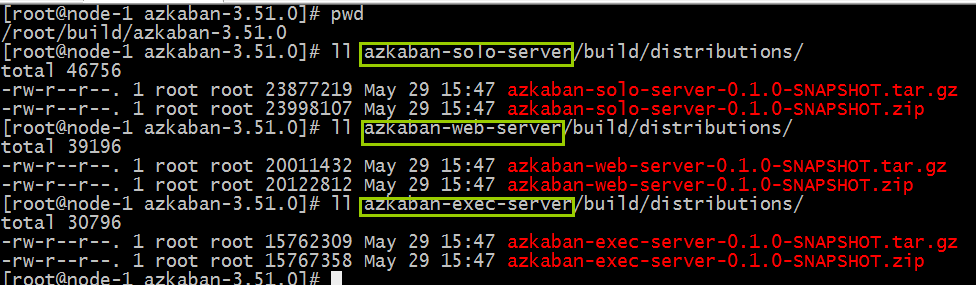 [root@node-1 azkaban-3.51.0]# pwd
/root/build/azkaban-3.51.0
[root@node-1 azkaban-3.51.0]# ll azkaban-solo-server/build/distributions/
total 46756
-rw-r--r--. 1 root root 23877219 May 29 15:47 azkaban-solo-server-0.1.0-SNAPSHOT.tar.gz
-rw-r--r--. 1 root root 23998107 May 29 15:47 azkaban-solo-server-0.1.0-SNAPSHOT.zip
[root@node-1 azkaban-3.51.0]# ll azkaban-web-server/build/distributions/
total 39196
-rw-r--r--. 1 root root 20011432 May 29 15:47 azkaban-web-server-0.1.0-SNAPSHOT.tar.gz
-rw-r--r--. 1 root root 20122812 May 29 15:47 azkaban-web-server-0.1.0-SNAPSHOT.zip
[root@node-1 azkaban-3.51.0]# ll azkaban-exec-server/build/distributions/
total 30796
-rw-r--r--. 1 root root 15762309 May 29 15:47 azkaban-exec-server-0.1.0-SNAPSHOT.tar.gz
-rw-r--r--. 1 root root 15767358 May 29 15:47 azkaban-exec-server-0.1.0-SNAPSHOT.zip
[root@node-1 azkaban-3.51.0]#